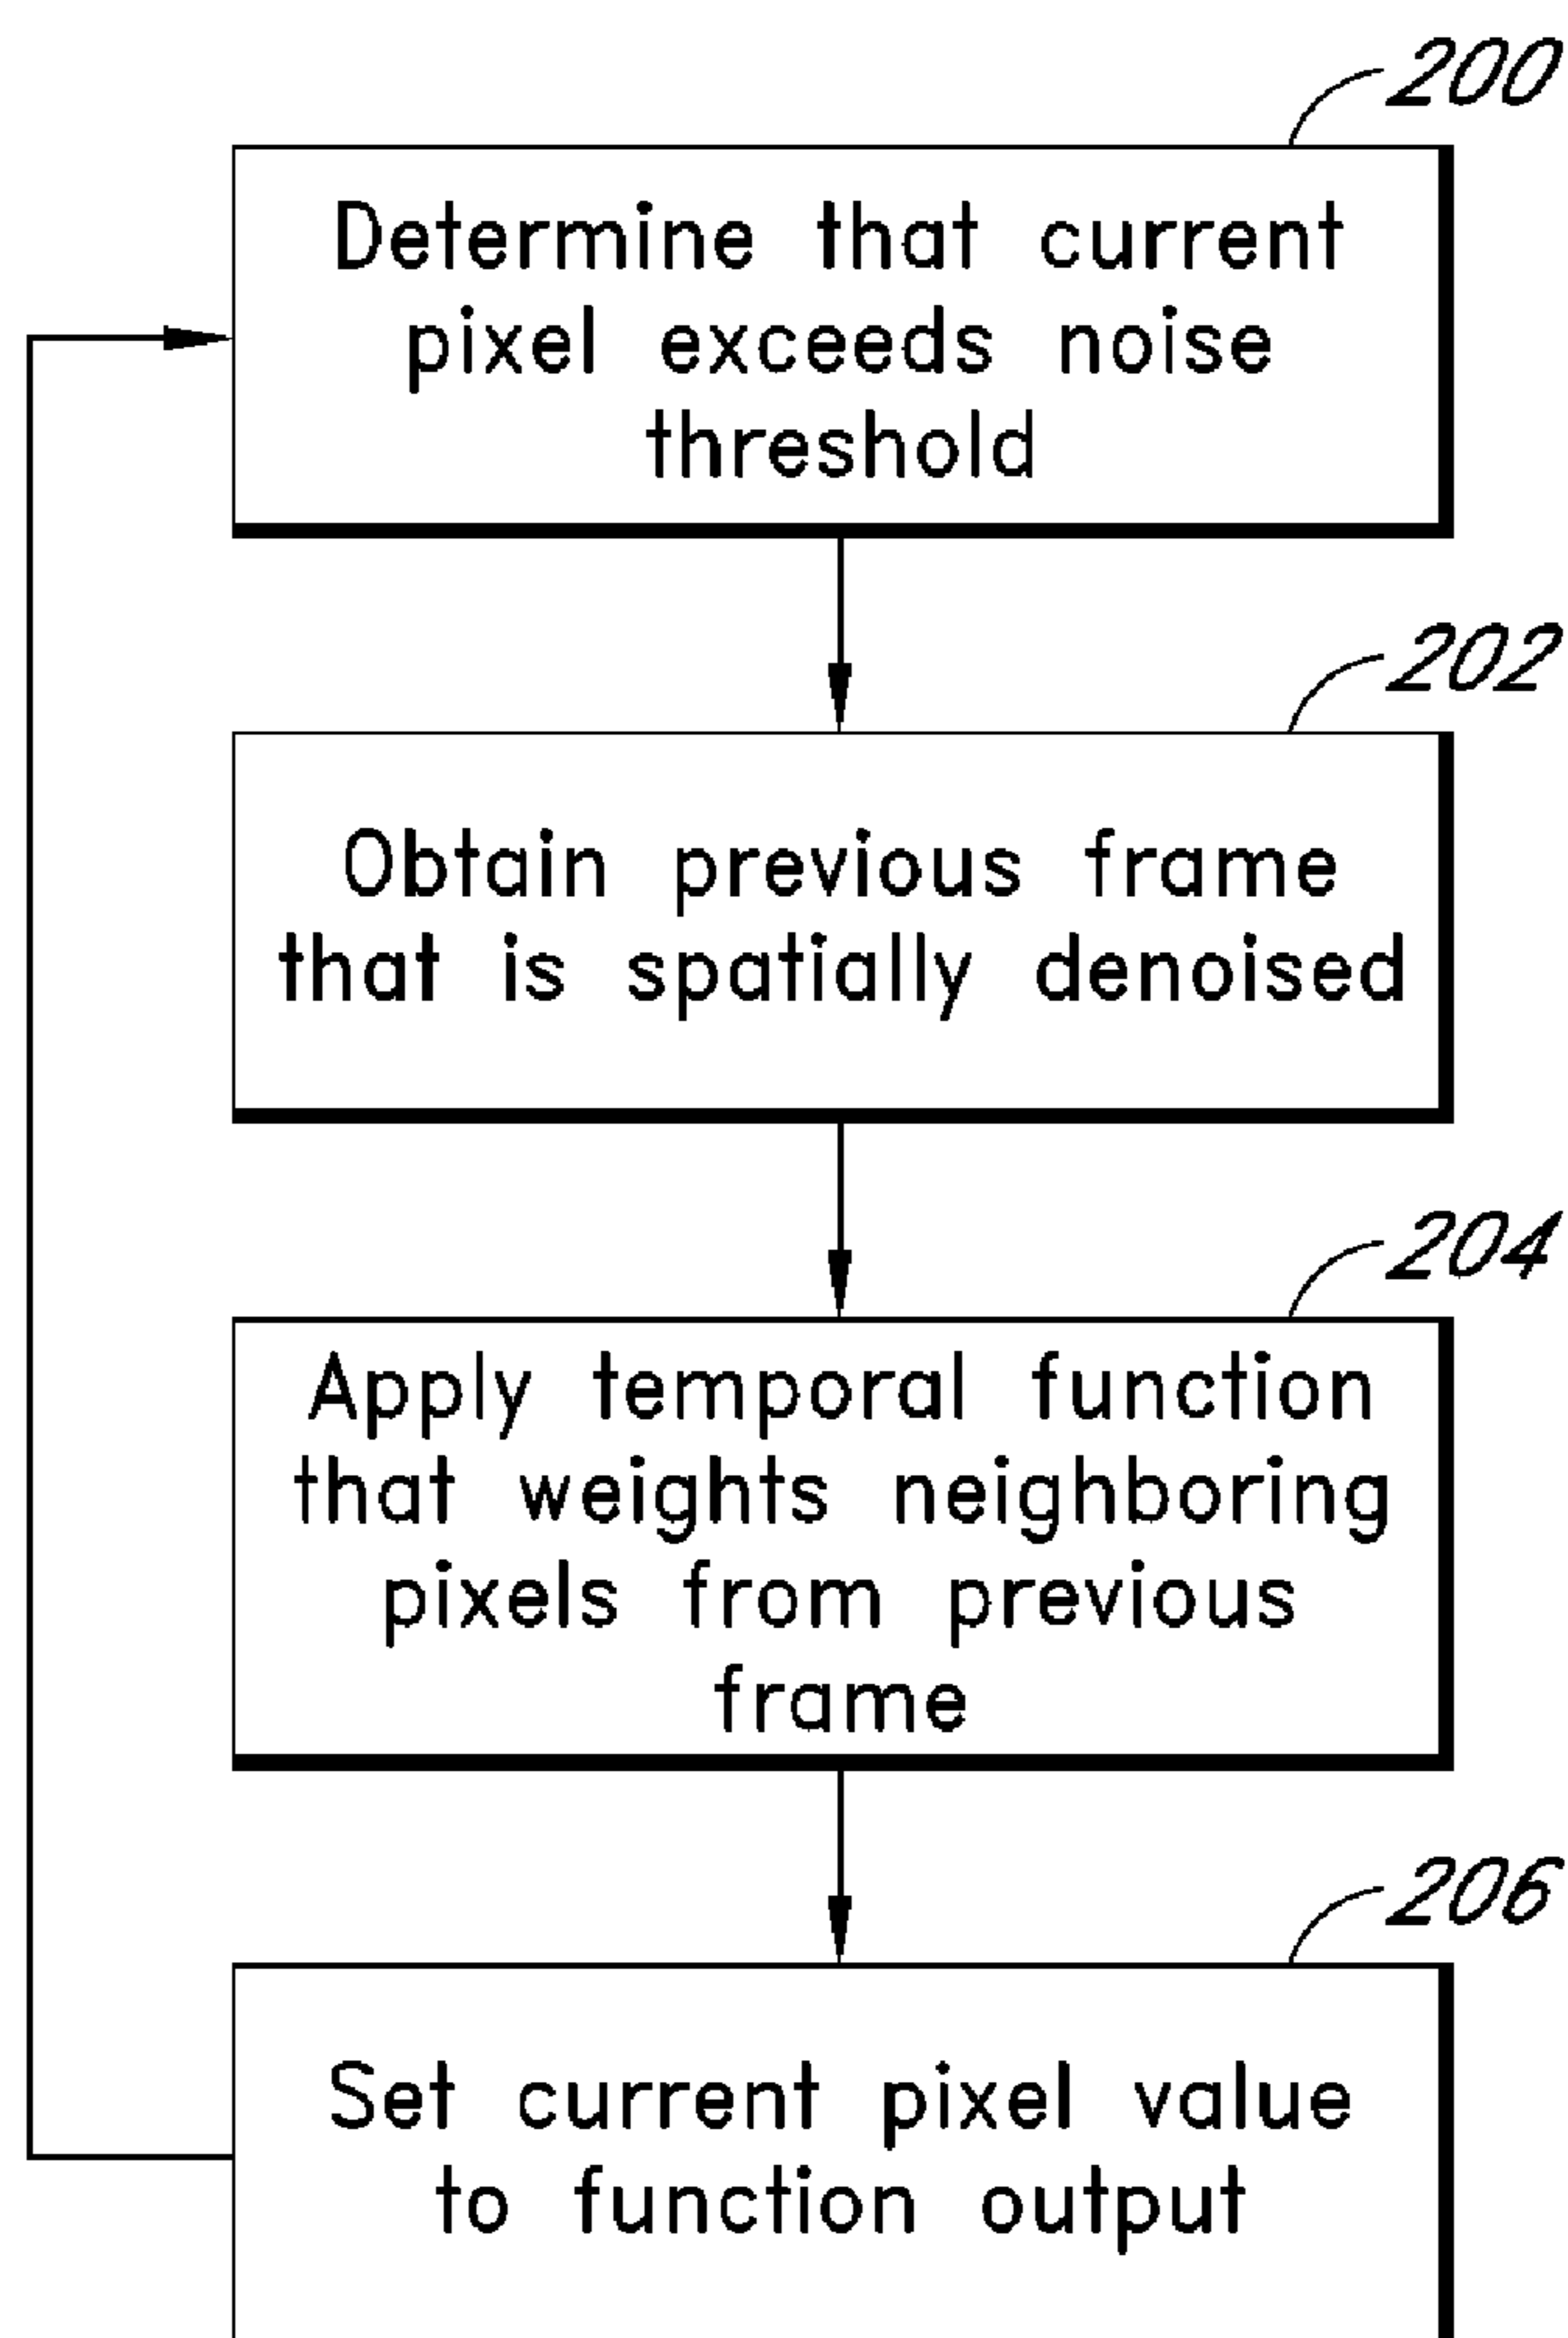 200
Determine that current
pixel exceeds noise
threshold
202
Obtain previous frame
that is spatially denoised
204
Apply temporal function
that weights neighboring
pixels from previous
frame
206
Set current pixel value
to function output